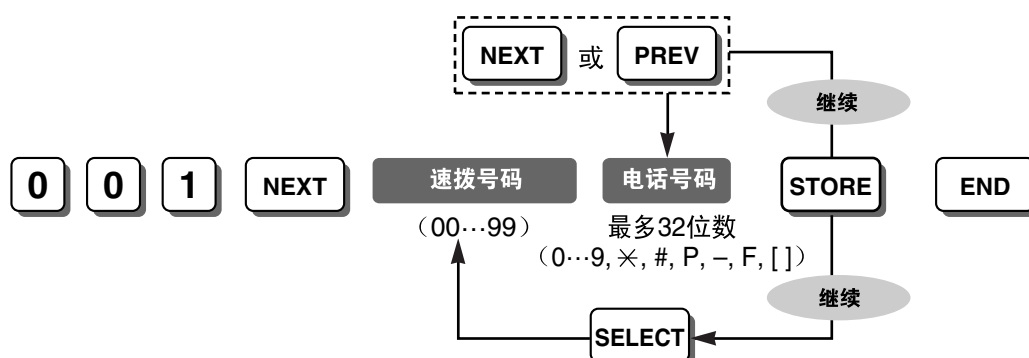 NEXT 或 PREV
继续
0 0 1 NEXT 速拨号码 电话号码 STORE END
（00…99） 最多32位数
（0…9, ✳, #, P, –, F, [ ]）
继续
SELECT